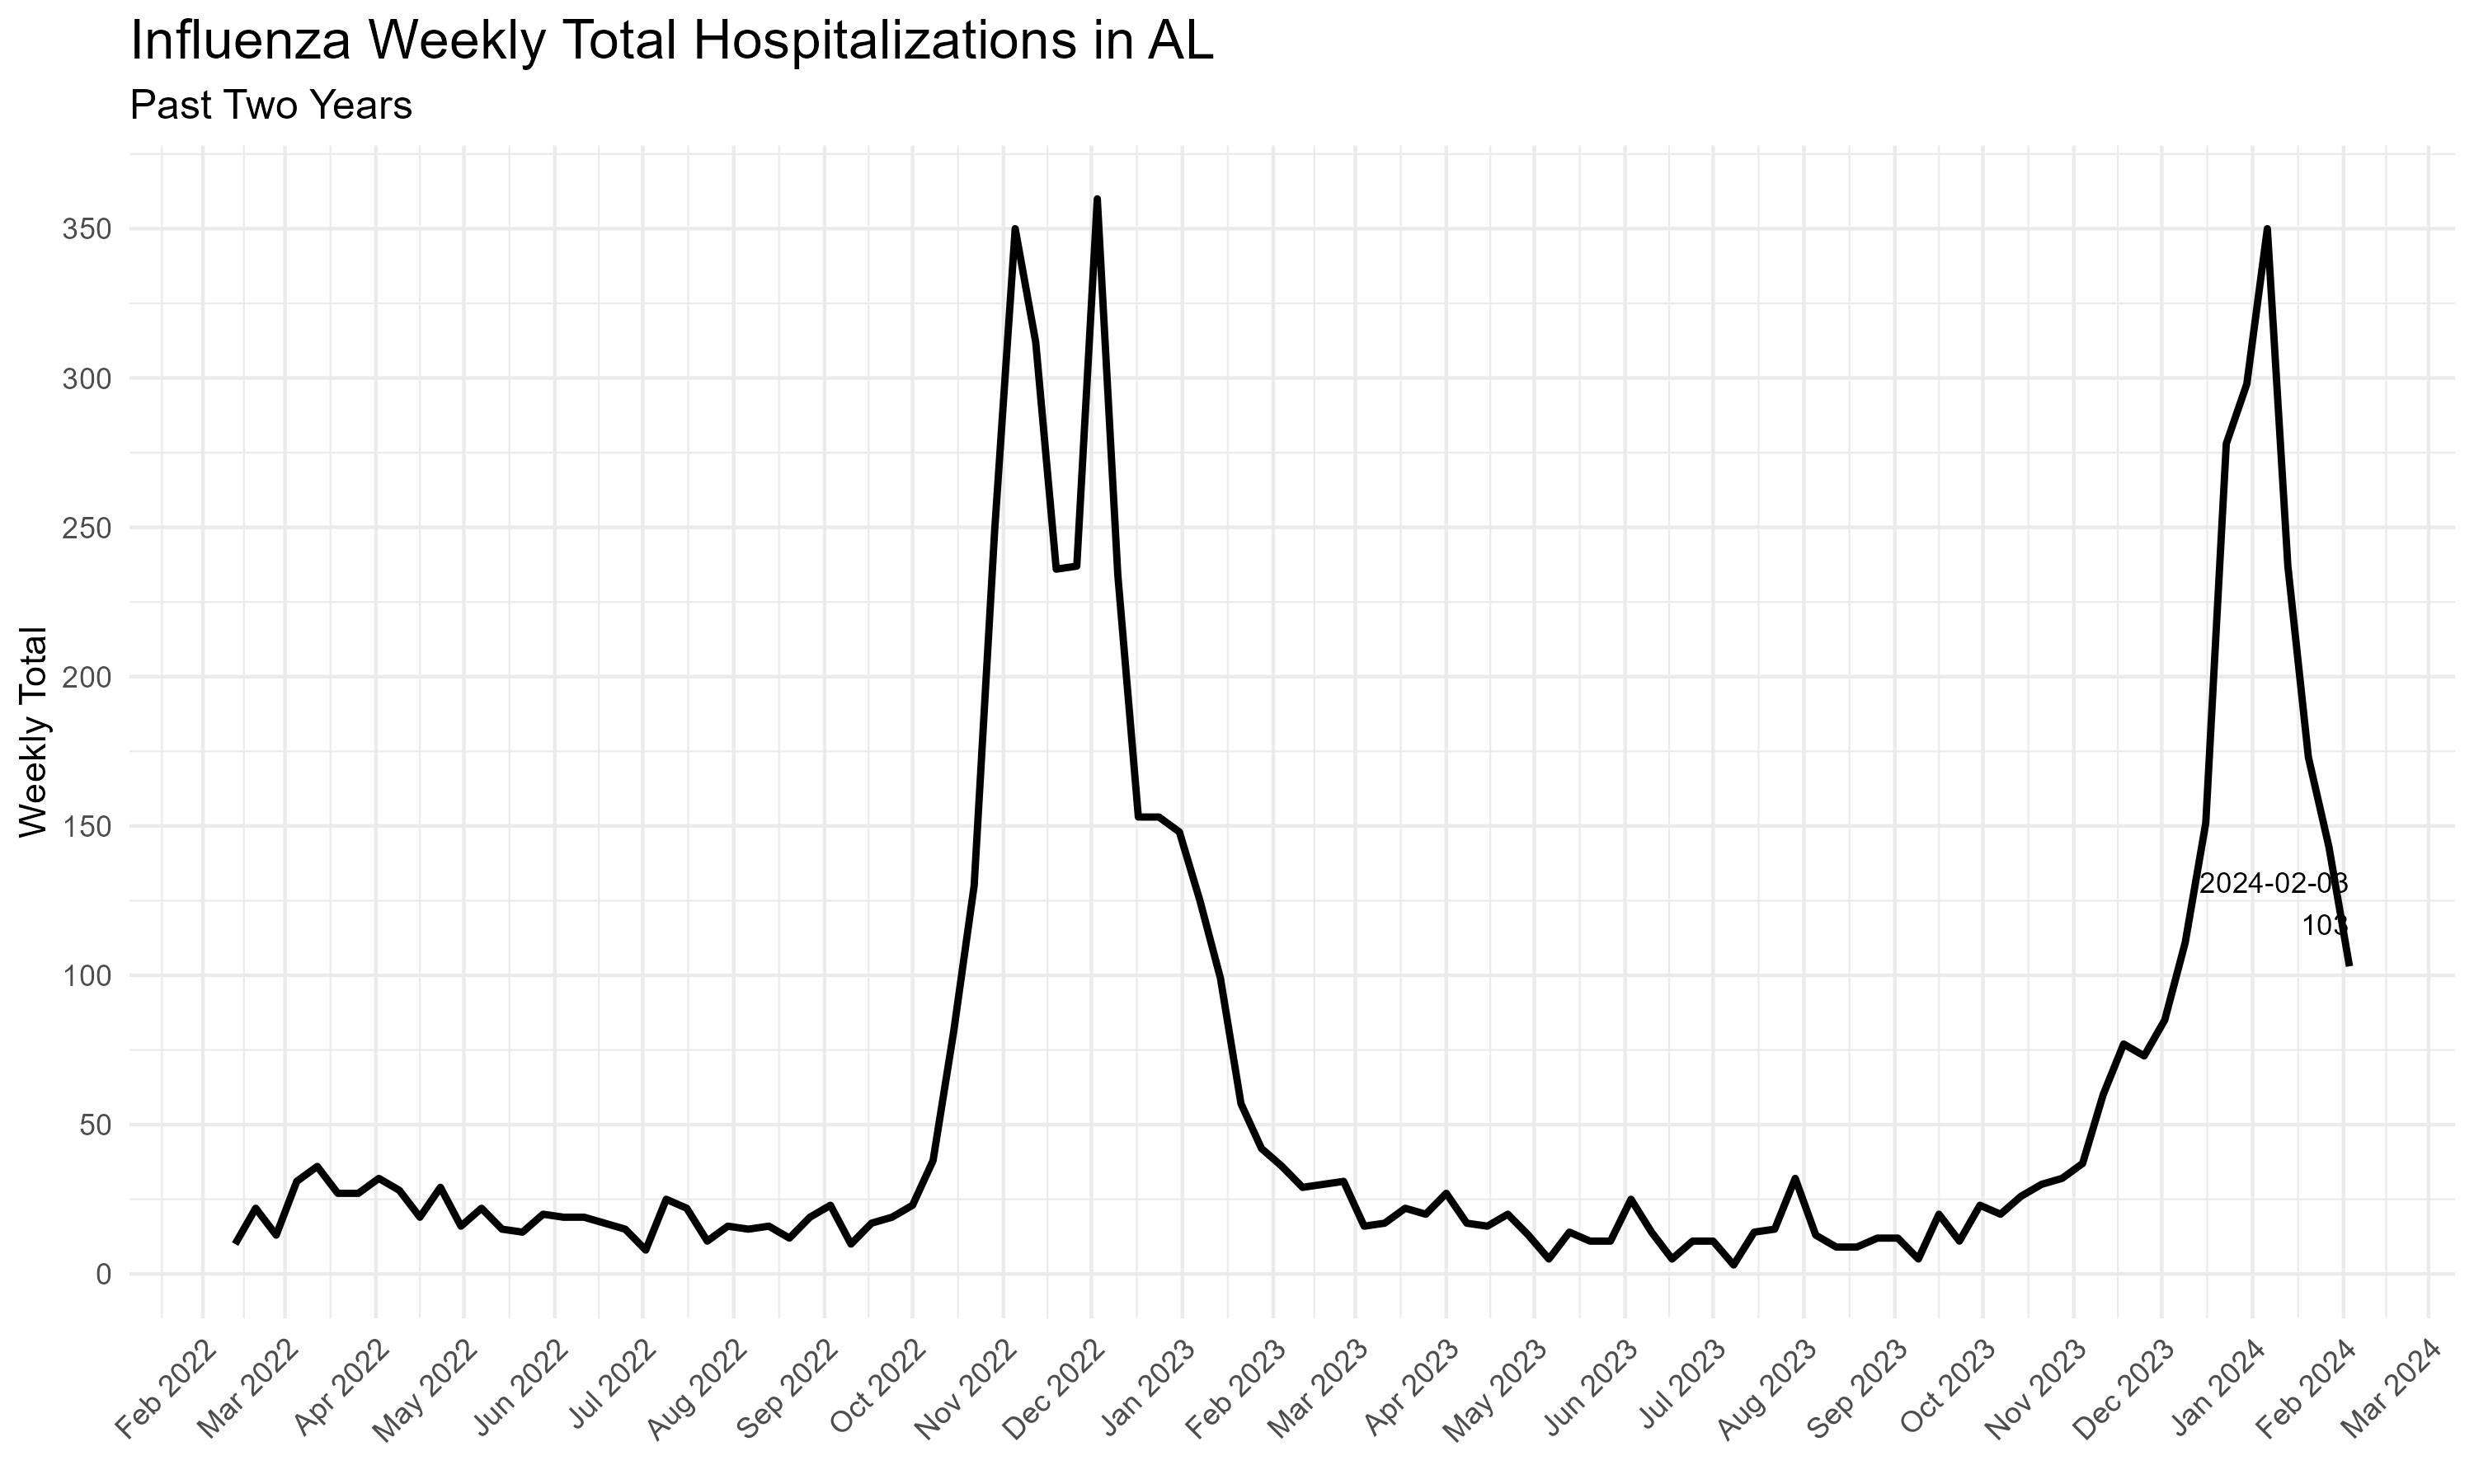 Influenza Weekly Total Hospitalizations in AL
Past Two Years
Weekly Total
350
300
250
200
150
100
50
0
2024-02-03
103
Feb 2022
Mar 2022
Apr 2022
May 2022
Jun 2022
Jul 2022
Aug 2022
Sep 2022
Oct 2022
Nov 2022
Dec 2022
Jan 2023
Feb 2023
Mar 2023
Apr 2023
May 2023
Jun 2023
Jul 2023
Aug 2023
Sep 2023
Oct 2023
Nov 2023
Dec 2023
Jan 2024
Feb 2024
Mar 2024